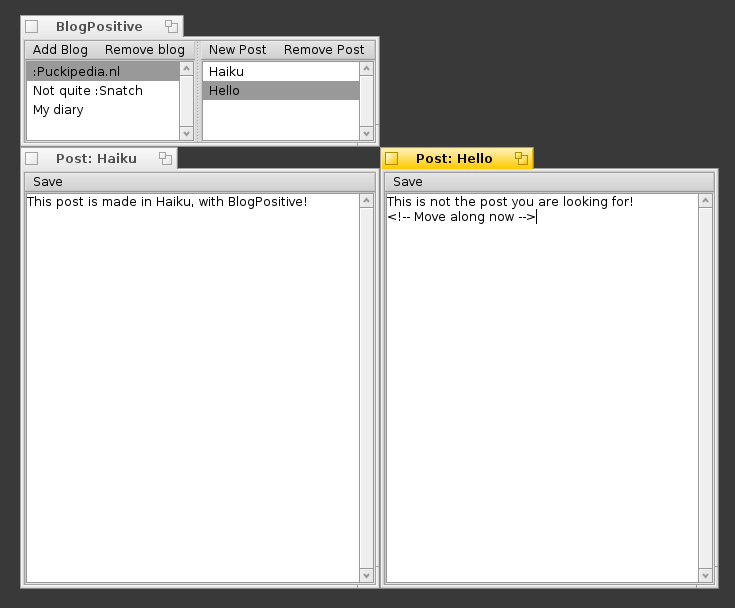 BlogPositive
Add Blog Remove blog New Post Remove Post
:Puckipedia.nl
Not quite :Snatch
My diary
Haiku
Hello
Post: Haiku
Save
This post is made in Haiku, with BlogPositive!
Post: Hello
Save
This is not the post you are looking for!
<!-- Move along now -->